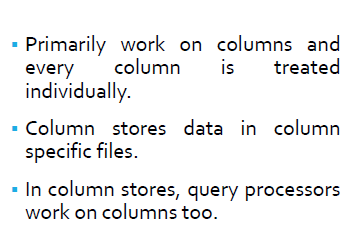 ▪ Primarily work on columns and
every column is treated
individually.
▪ Column stores data in column
specific files.
▪ In column stores, query processors
work on columns too.